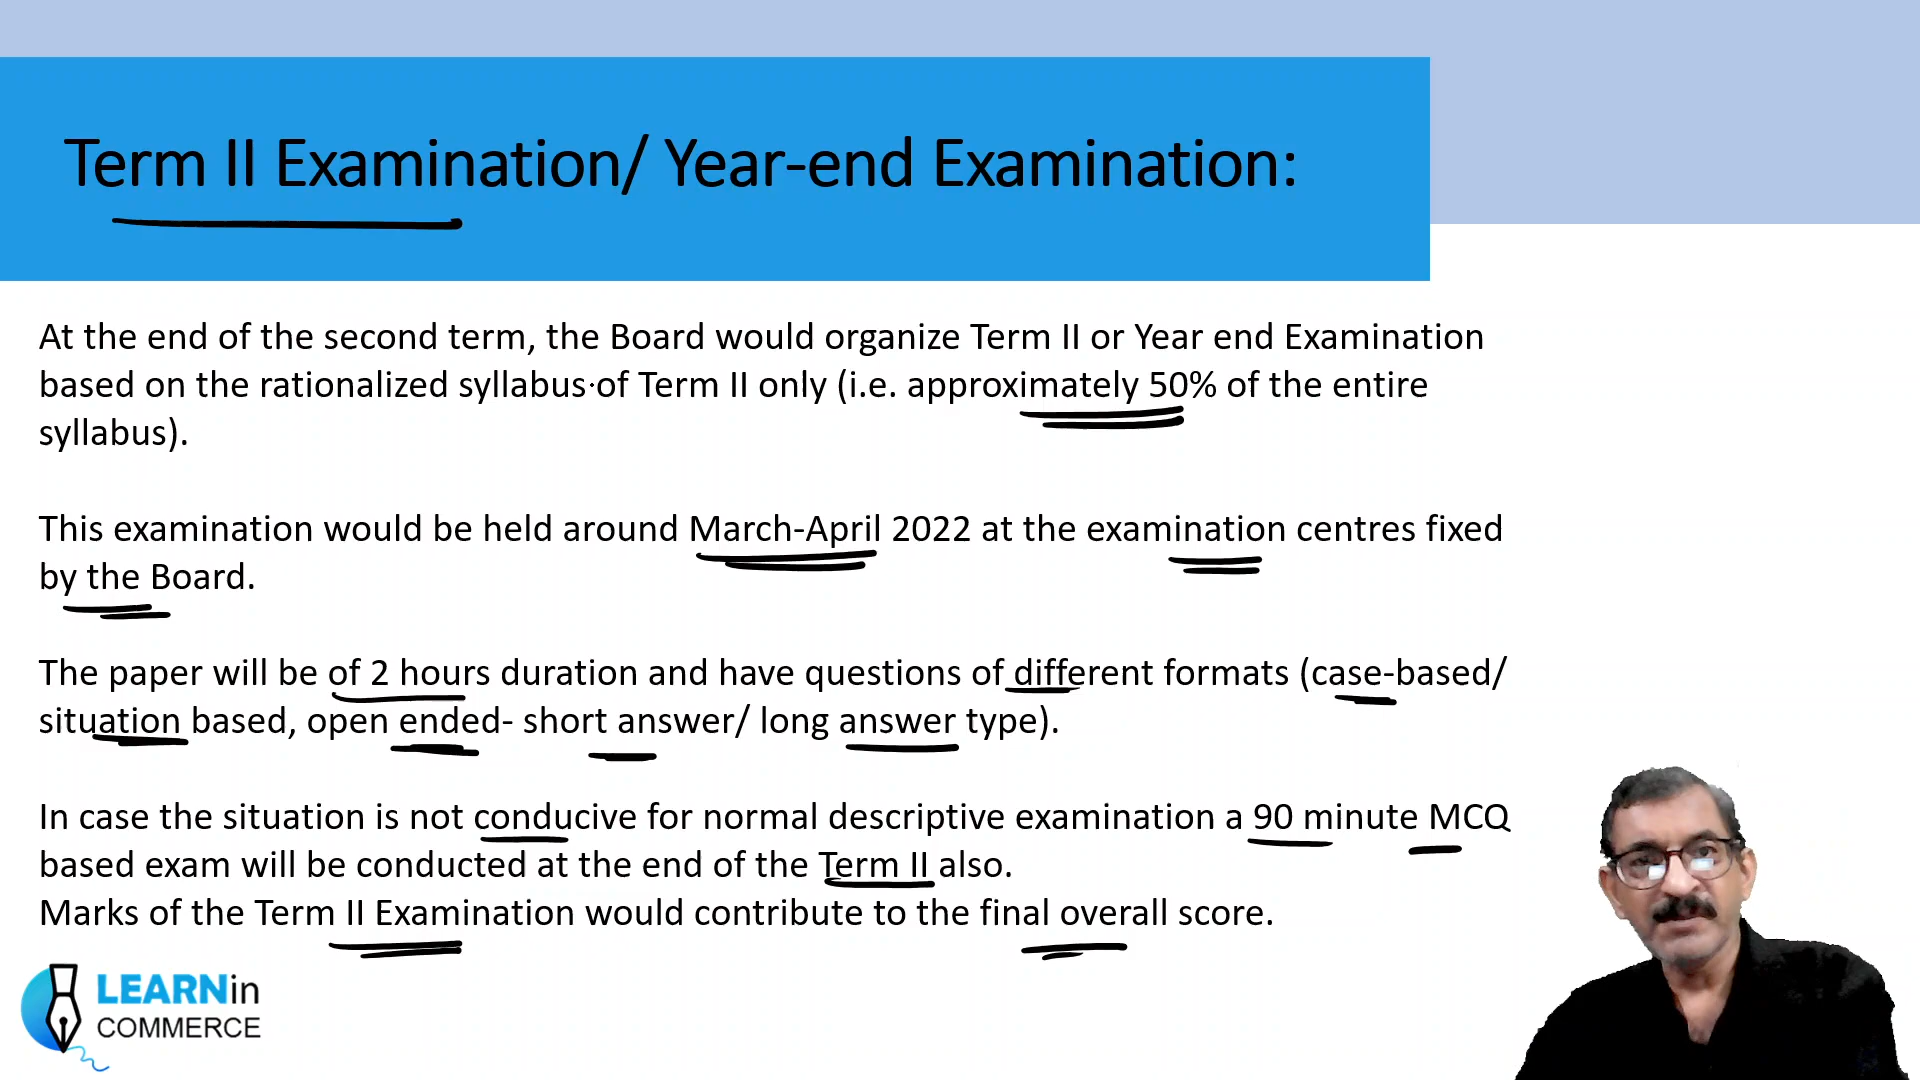 Term II Examination/ Year-end Examination:
At the end of the second term, the Board would organize Term II or Year end Examination
based on the rationalized syllabus of Term II only (i.e. approximately 50% of the entire
syllabus).
This examination would be held around March-April 2022 at the examination centres fixed
by the Board.
The paper will be of 2 hours duration and have questions of different formats (case-based/
situation based, open ended- short answer/ long answer type).
In case the situation is not conducive for normal descriptive examination a 90 minute MCQ
based exam will be conducted at the end of the Term II also.
Marks of the Term II Examination would contribute to the final overall score.
LEARNin
COMMERCE